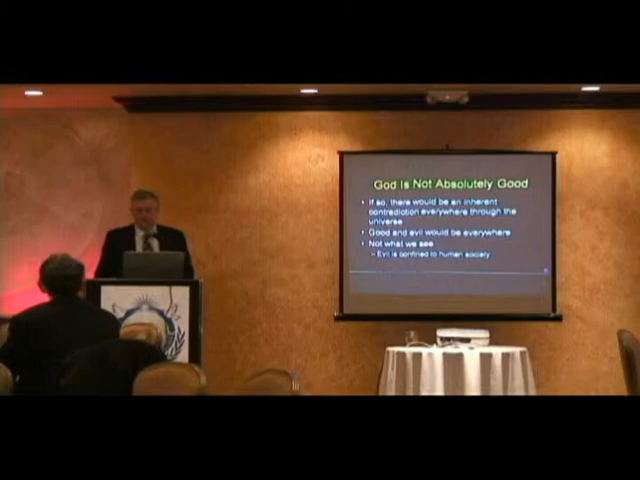 God Is Not Absolutely Good
• If so, there would be an inherent
contradiction everywhere through the
universe
• Good and evil would be everywhere
• Not what we see
– Evil is confined to human society